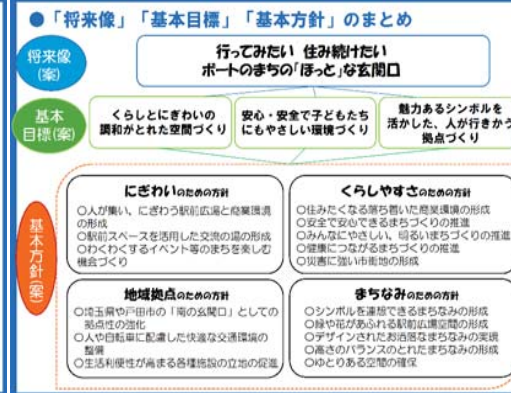 ●「将来像」「基本目標」「基本方針」のまとめ
将来像
(案)
行ってみたい 住み続けたい
ボートのまちの「ほっと」な玄関口
基本
目標(案)
くらしとにぎわいの
調和がとれた空間づくり
安心・安全で子どもたち
にもやさしい環境づくり
魅力あるシンボルを
活かした、人が行きかう
拠点づくり
基本方針(案)
にぎわいのための方針
○人が集い、にぎわう駅前広場と商業環境
の形成
○駅前スペースを活用した交流の場の形成
○わくわくするイベント等のまちを楽しむ
機会づくり
くらしやすさのための方針
○住みたくなる落ち着いた商業環境の形成
○安全で安心できるまちづくりの推進
○みんなにやさしい、明るいまちづくりの推進
○健康につながるまちづくりの推進
○災害に強い市街地の形成
地域拠点のための方針
○埼玉県や戸田市の「南の玄関口」としての
拠点性の強化
○人や自転車に配慮した快適な交通環境の
整備
○生活利便性が高まる各種施設の立地の促進
まちなみのための方針
○シンボルを連想できるまちなみの形成
○緑や花があふれる駅前広場空間の形成
○デザインされたお洒落なまちなみの実現
○高さのバランスのとれたまちなみの形成
○ゆとりある空間の確保